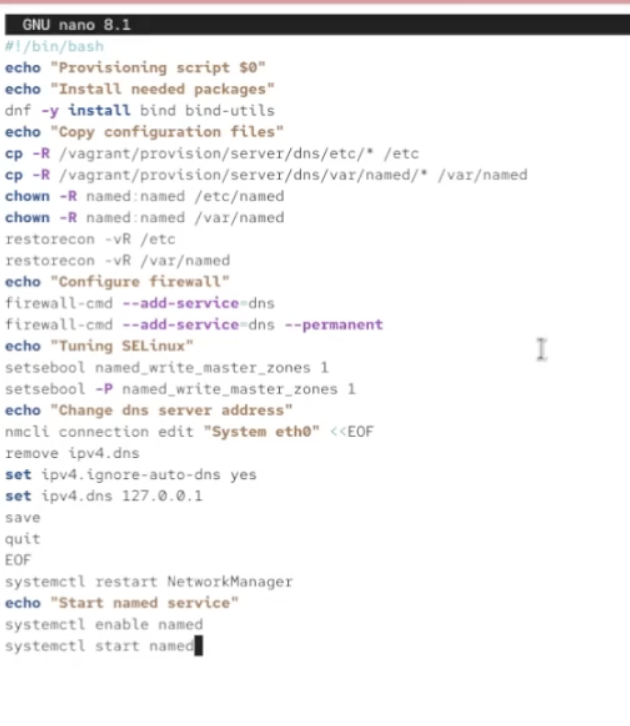 GNU nano 8.1
#!/bin/bash
echo "Provisioning script $0"
echo "Install needed packages"
dnf -y install bind bind-utils
echo "Copy configuration files"
cp -R /vagrant/provision/server/dns/etc/* /etc
cp -R /vagrant/provision/server/dns/var/named/* /var/named
chown -R named:named /etc/named
chown -R named:named /var/named
restorecon -vR /etc
restorecon -vR /var/named
echo "Configure firewall"
firewall-cmd --add-service=dns
firewall-cmd --add-service=dns --permanent
echo "Tuning SELinux"
setsebool named_write_master_zones 1
setsebool -P named_write_master_zones 1
echo "Change dns server address"
nmcli connection edit "System eth0" <<EOF
remove ipv4.dns
set ipv4.ignore-auto-dns yes
set ipv4.dns 127.0.0.1
save
quit
EOF
systemctl restart NetworkManager
echo "Start named service"
systemctl enable named
systemctl start named